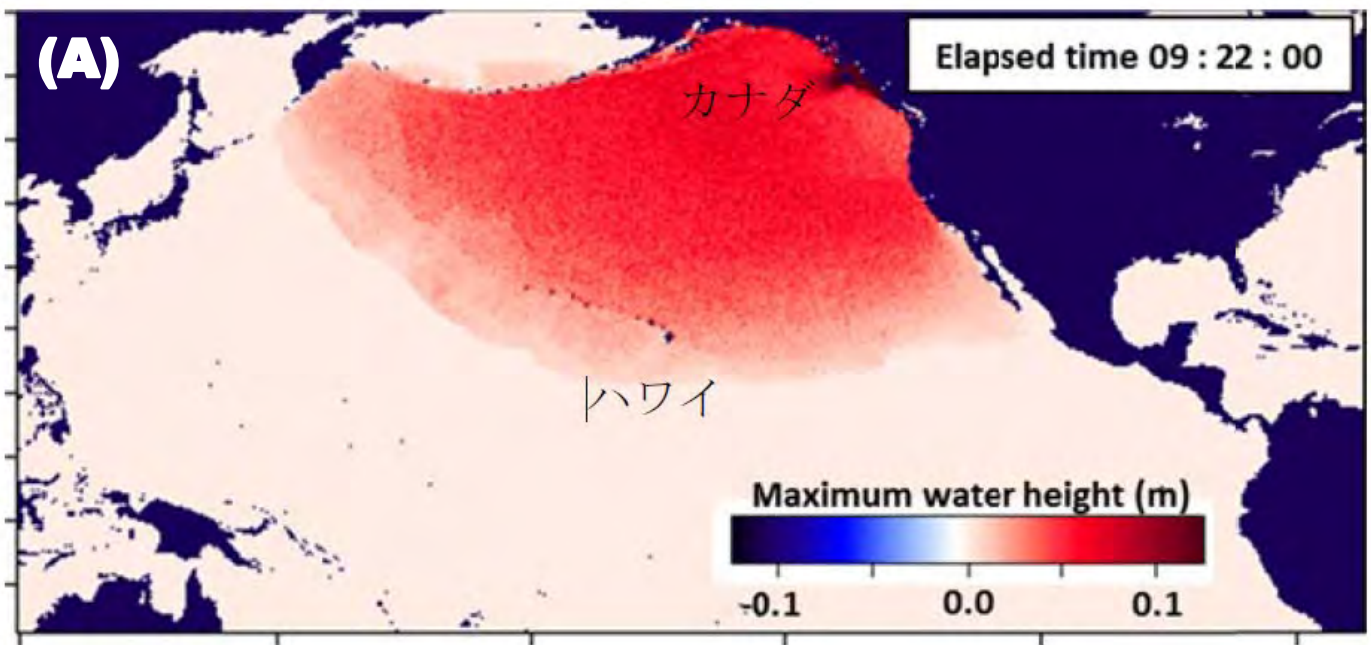 (A)
Elapsed time 09 : 22 : 00
カナダ
ハワイ
Maximum water height (m)
-0.1 0.0 0.1